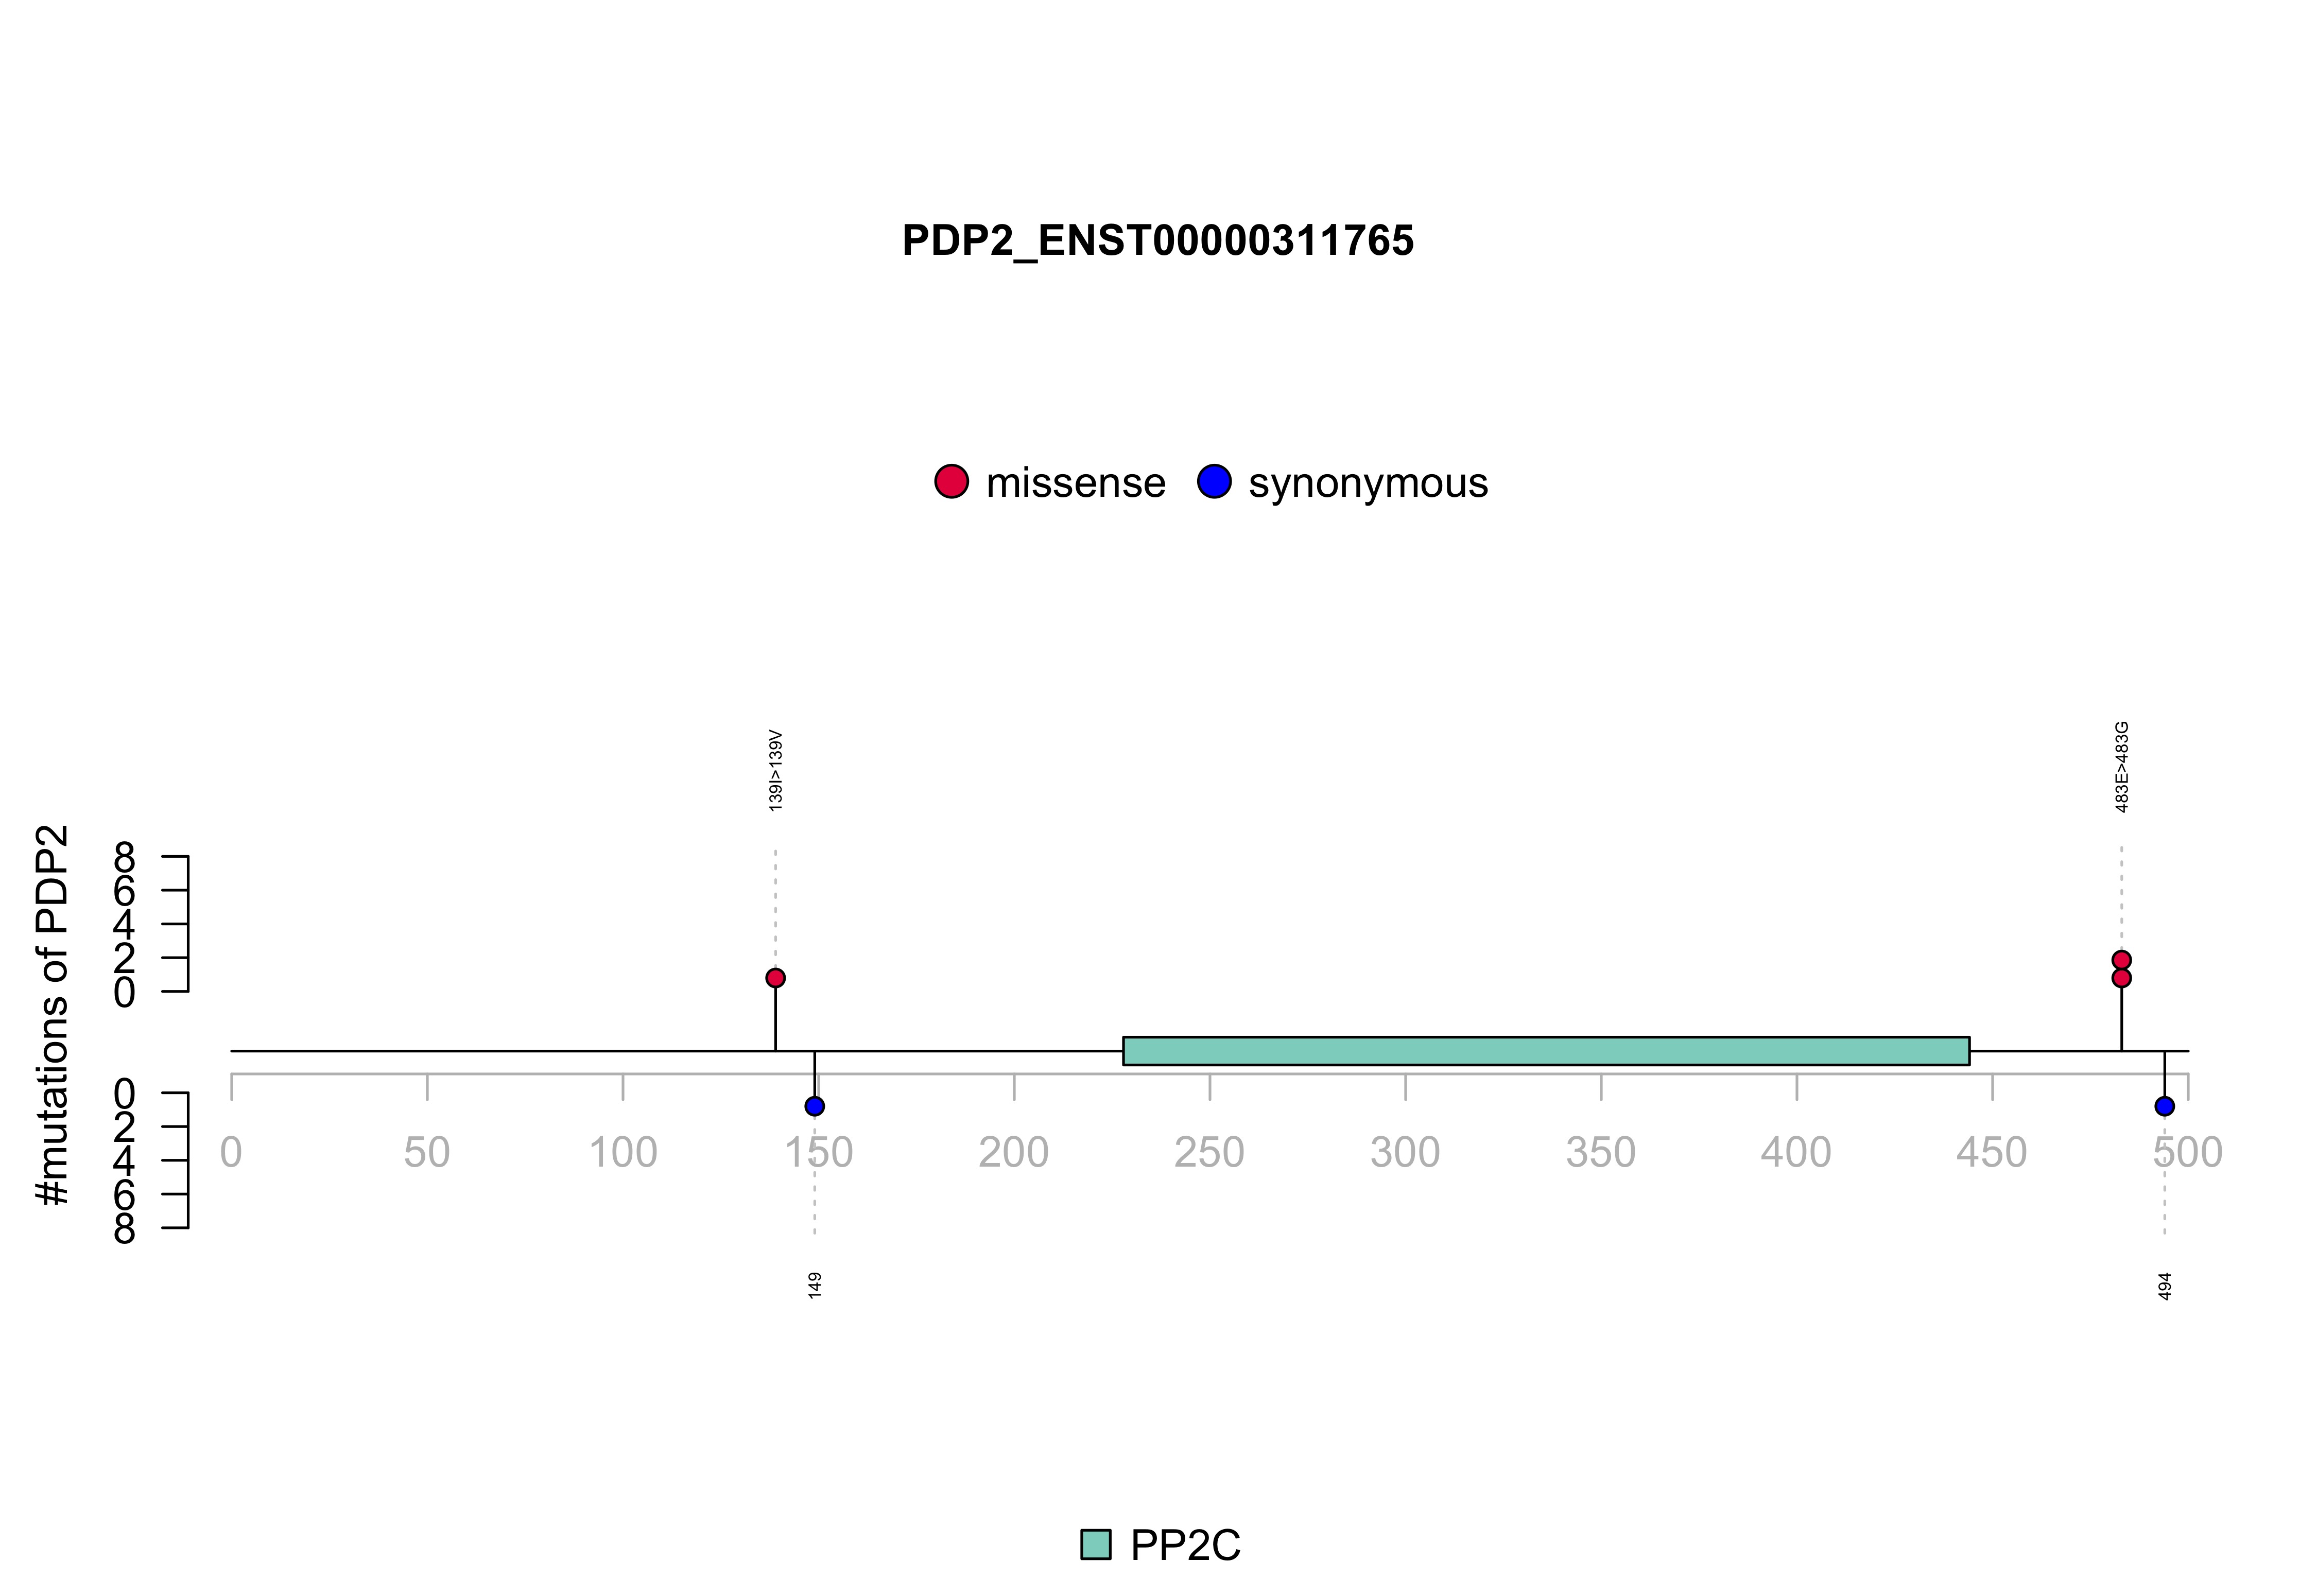 PDP2_ENST00000311765
missense
synonymous
139I>139V
483E>483G
#mutations of PDP2
8
6
4
2
0
0
2
4
6
8
0 50 100 150 200 250 300 350 400 450 500
149
494
PP2C